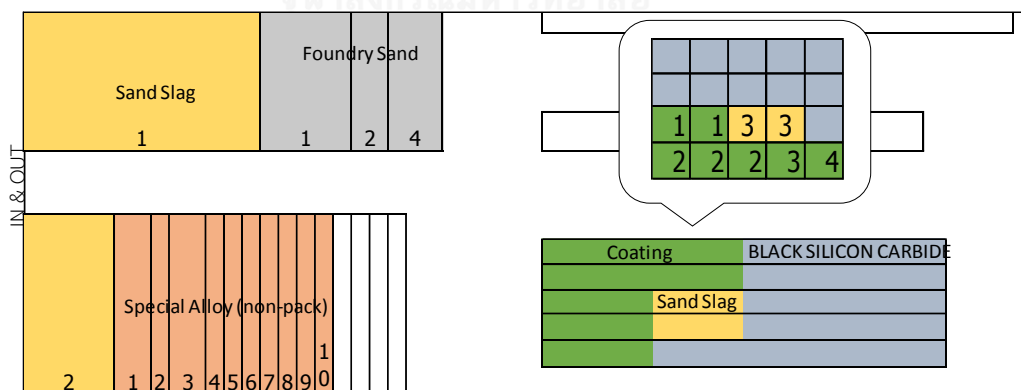 Sand Slag
1
Foundry Sand
1 2 4
IN & OUT
2
Special Alloy (non-pack)
1 2 3 4 5 6 7 8 9 10
1 1 3 3
2 2 2 3 4
Coating
BLACK SILICON CARBIDE
Sand Slag